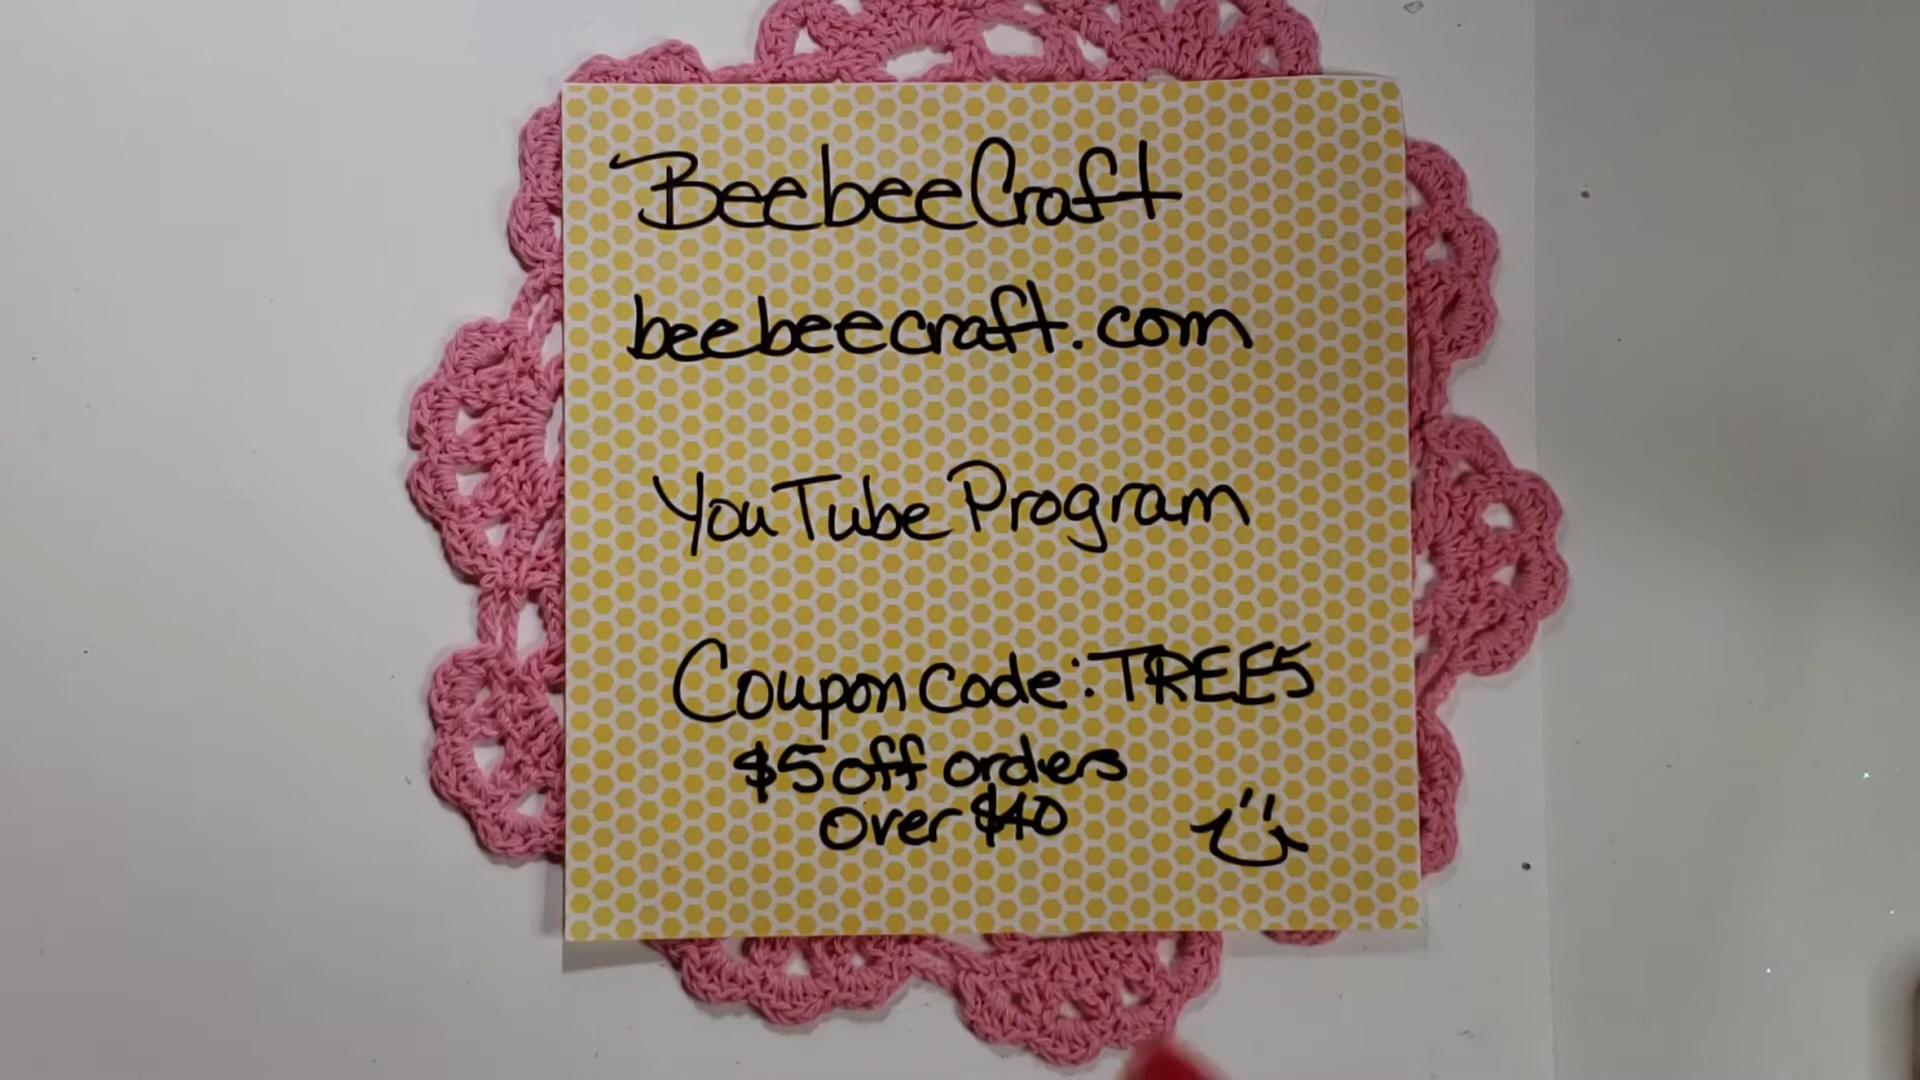 BeebeeCraft
beebeecraft.com
YouTube Program
Coupon Code: TREE5
$5 off orders
over $40